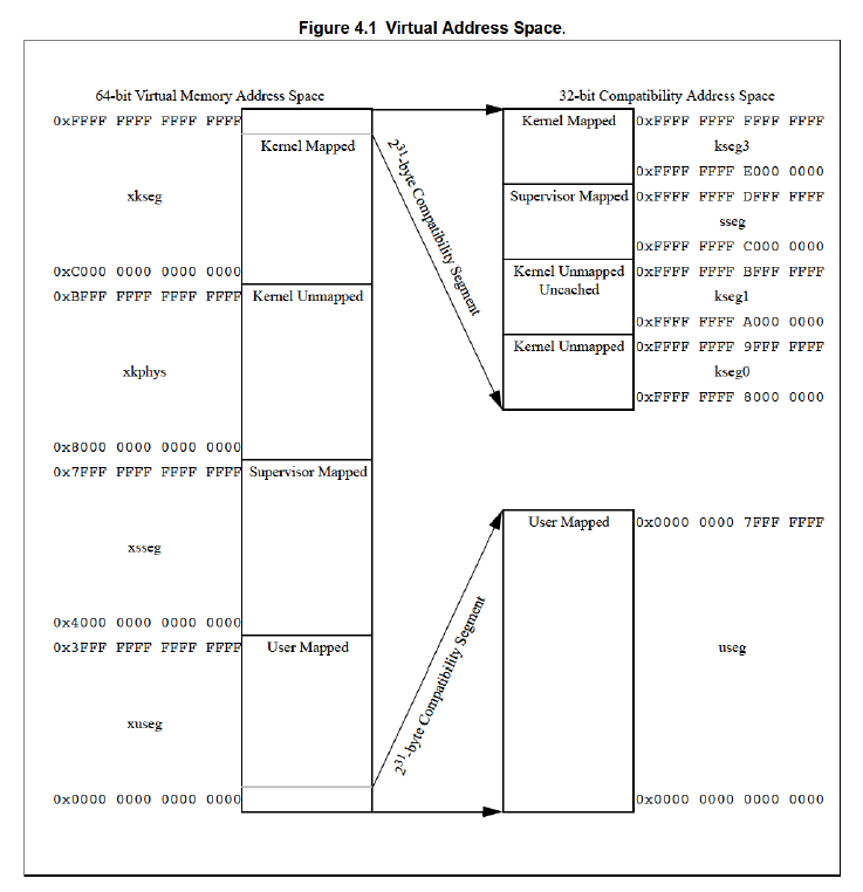 Figure 4.1 Virtual Address Space.
64-bit Virtual Memory Address Space
0xFFFF FFFF FFFF FFFF
Kernel Mapped
xkseg
0xC000 0000 0000 0000
0xBFFF FFFF FFFF FFFF
Kernel Unmapped
xkphys
0x8000 0000 0000 0000
0x7FFF FFFF FFFF FFFF
Supervisor Mapped
xsseg
0x4000 0000 0000 0000
0x3FFF FFFF FFFF FFFF
User Mapped
xuseg
0x0000 0000 0000 0000
2^31-byte Compatibility Segment
2^31-byte Compatibility Segment
32-bit Compatibility Address Space
Kernel Mapped
0xFFFF FFFF FFFF FFFF
kseg3
0xFFFF FFFF E000 0000
Supervisor Mapped
0xFFFF FFFF DFFF FFFF
sseg
0xFFFF FFFF C000 0000
Kernel Unmapped
Uncached
0xFFFF FFFF BFFF FFFF
kseg1
0xFFFF FFFF A000 0000
Kernel Unmapped
0xFFFF FFFF 9FFF FFFF
kseg0
0xFFFF FFFF 8000 0000
User Mapped
0x0000 0000 7FFF FFFF
useg
0x0000 0000 0000 0000